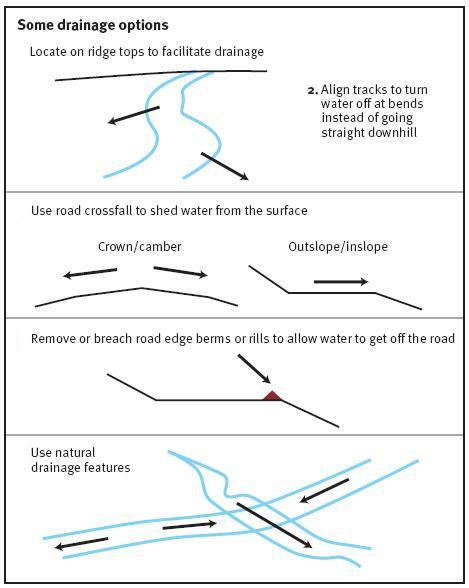 Some drainage options
Locate on ridge tops to facilitate drainage
2. Align tracks to turn
water off at bends
instead of going
straight downhill
Use road crossfall to shed water from the surface
Crown/camber
Outslope/inslope
Remove or breach road edge berms or rills to allow water to get off the road
Use natural
drainage features